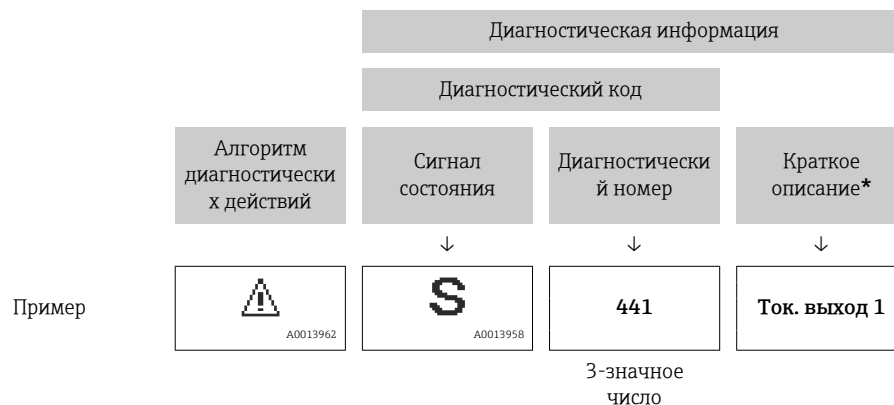 Диагностическая информация
Диагностический код
Алгоритм
диагностически
х действий
Сигнал
состояния
Диагностически
й номер
Краткое
описание*
↓
↓
↓
Пример
A0013962
S
A0013958
441
Ток. выход 1
3-значное
число